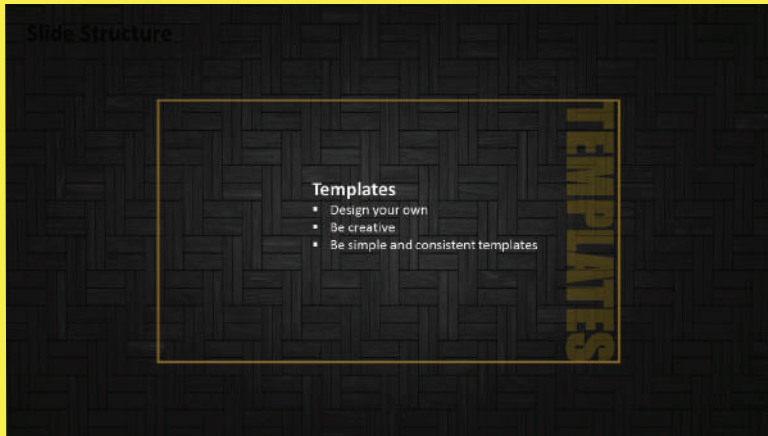 Slide Structure
Templates
▪ Design your own
▪ Be creative
▪ Be simple and consistent templates
TEMPLATES